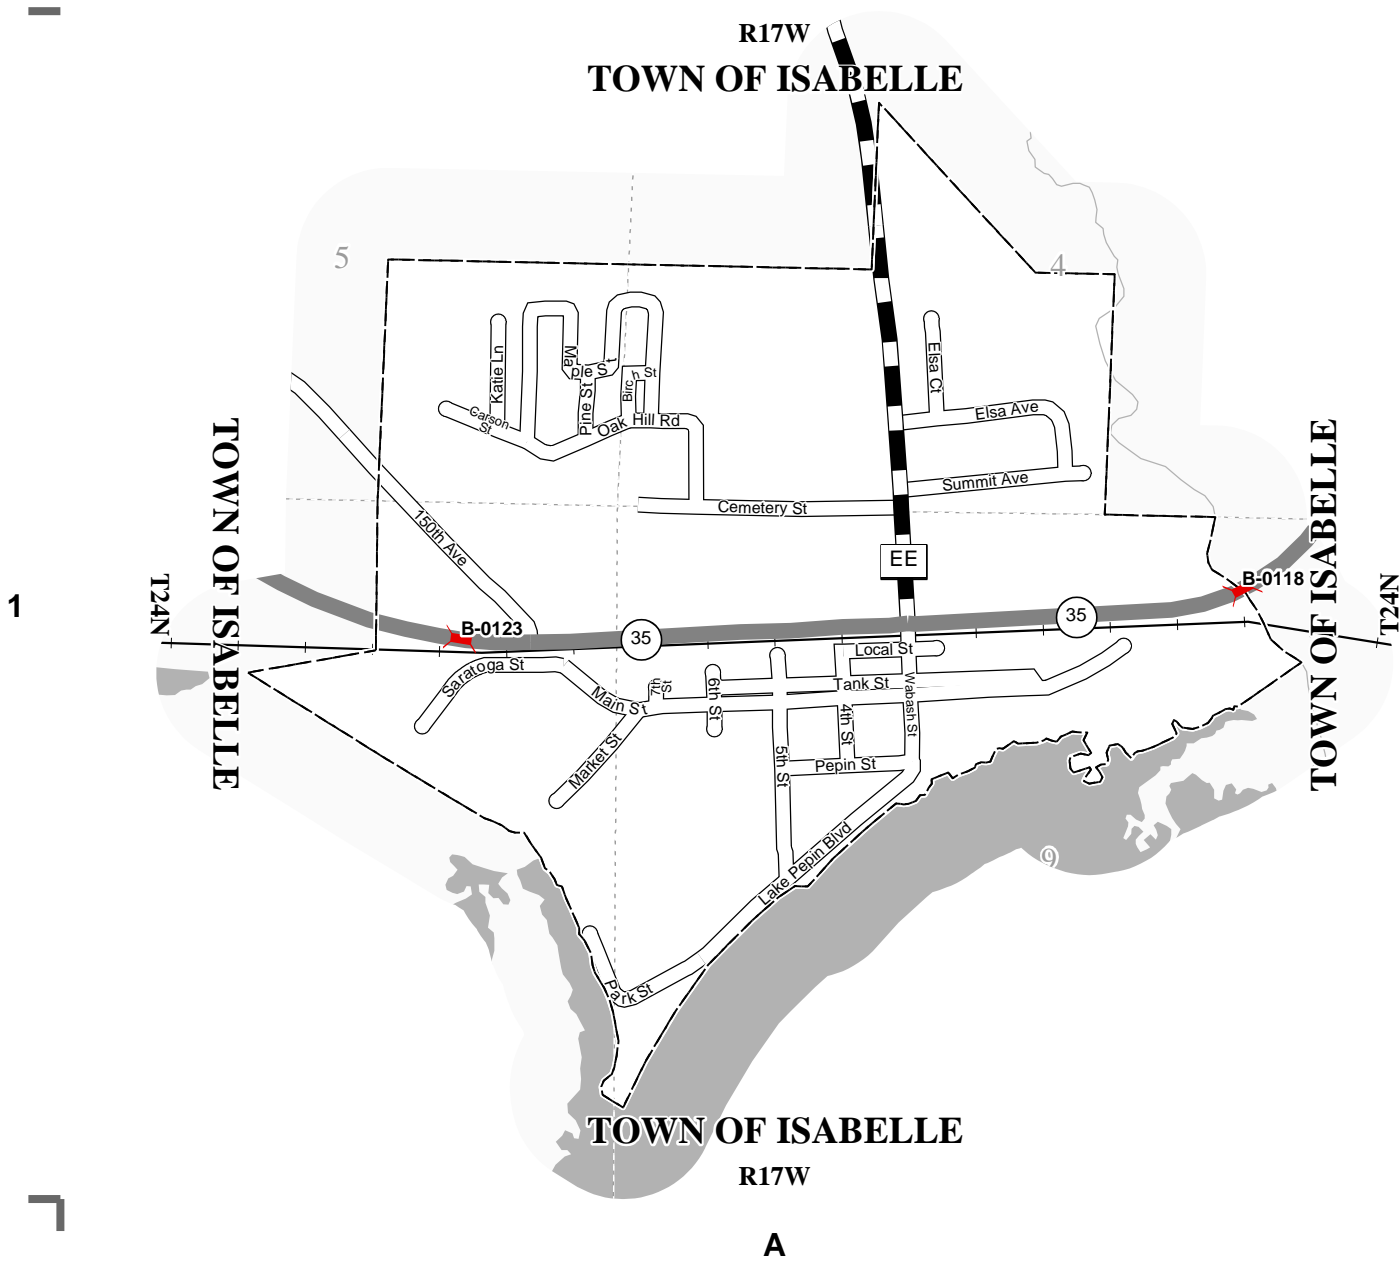 R17W
TOWN OF ISABELLE
5
4
Katie Ln
Maple St
Birch St
Pine St
Carson St
Oak Hill Rd
Elsa Ct
Elsa Ave
Summit Ave
Cemetery St
150th Ave
EE
TOWN OF ISABELLE
TOWN OF ISABELLE
T24N
T24N
1
B-0118
B-0123
35
35
Local St
Saratoga St
Main St
7th St
6th St
Tank St
Wabash St
4th St
Market St
5th St
Pepin St
Lake Pepin Blvd
9
Park St
TOWN OF ISABELLE
R17W
A